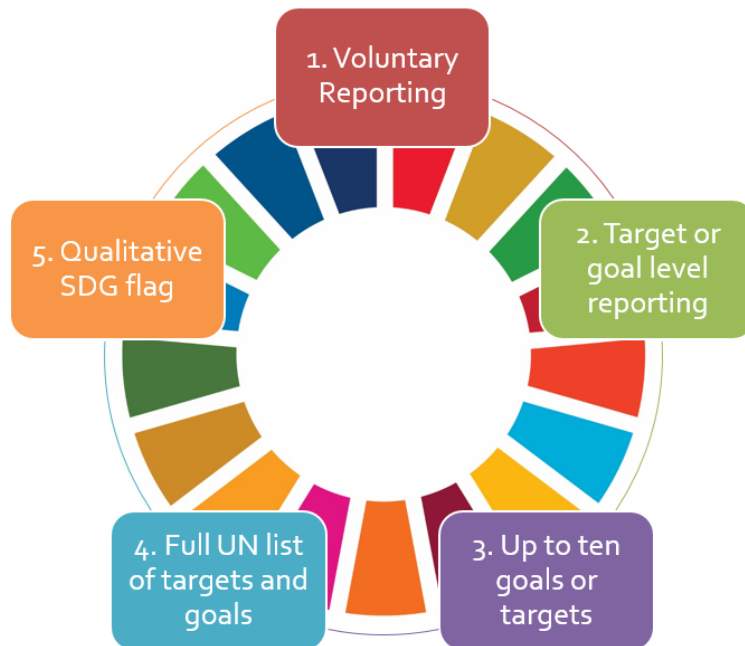 1. Voluntary
Reporting
2. Target or
goal level
reporting
3. Up to ten
goals or
targets
4. Full UN list
of targets and
goals
5. Qualitative
SDG flag